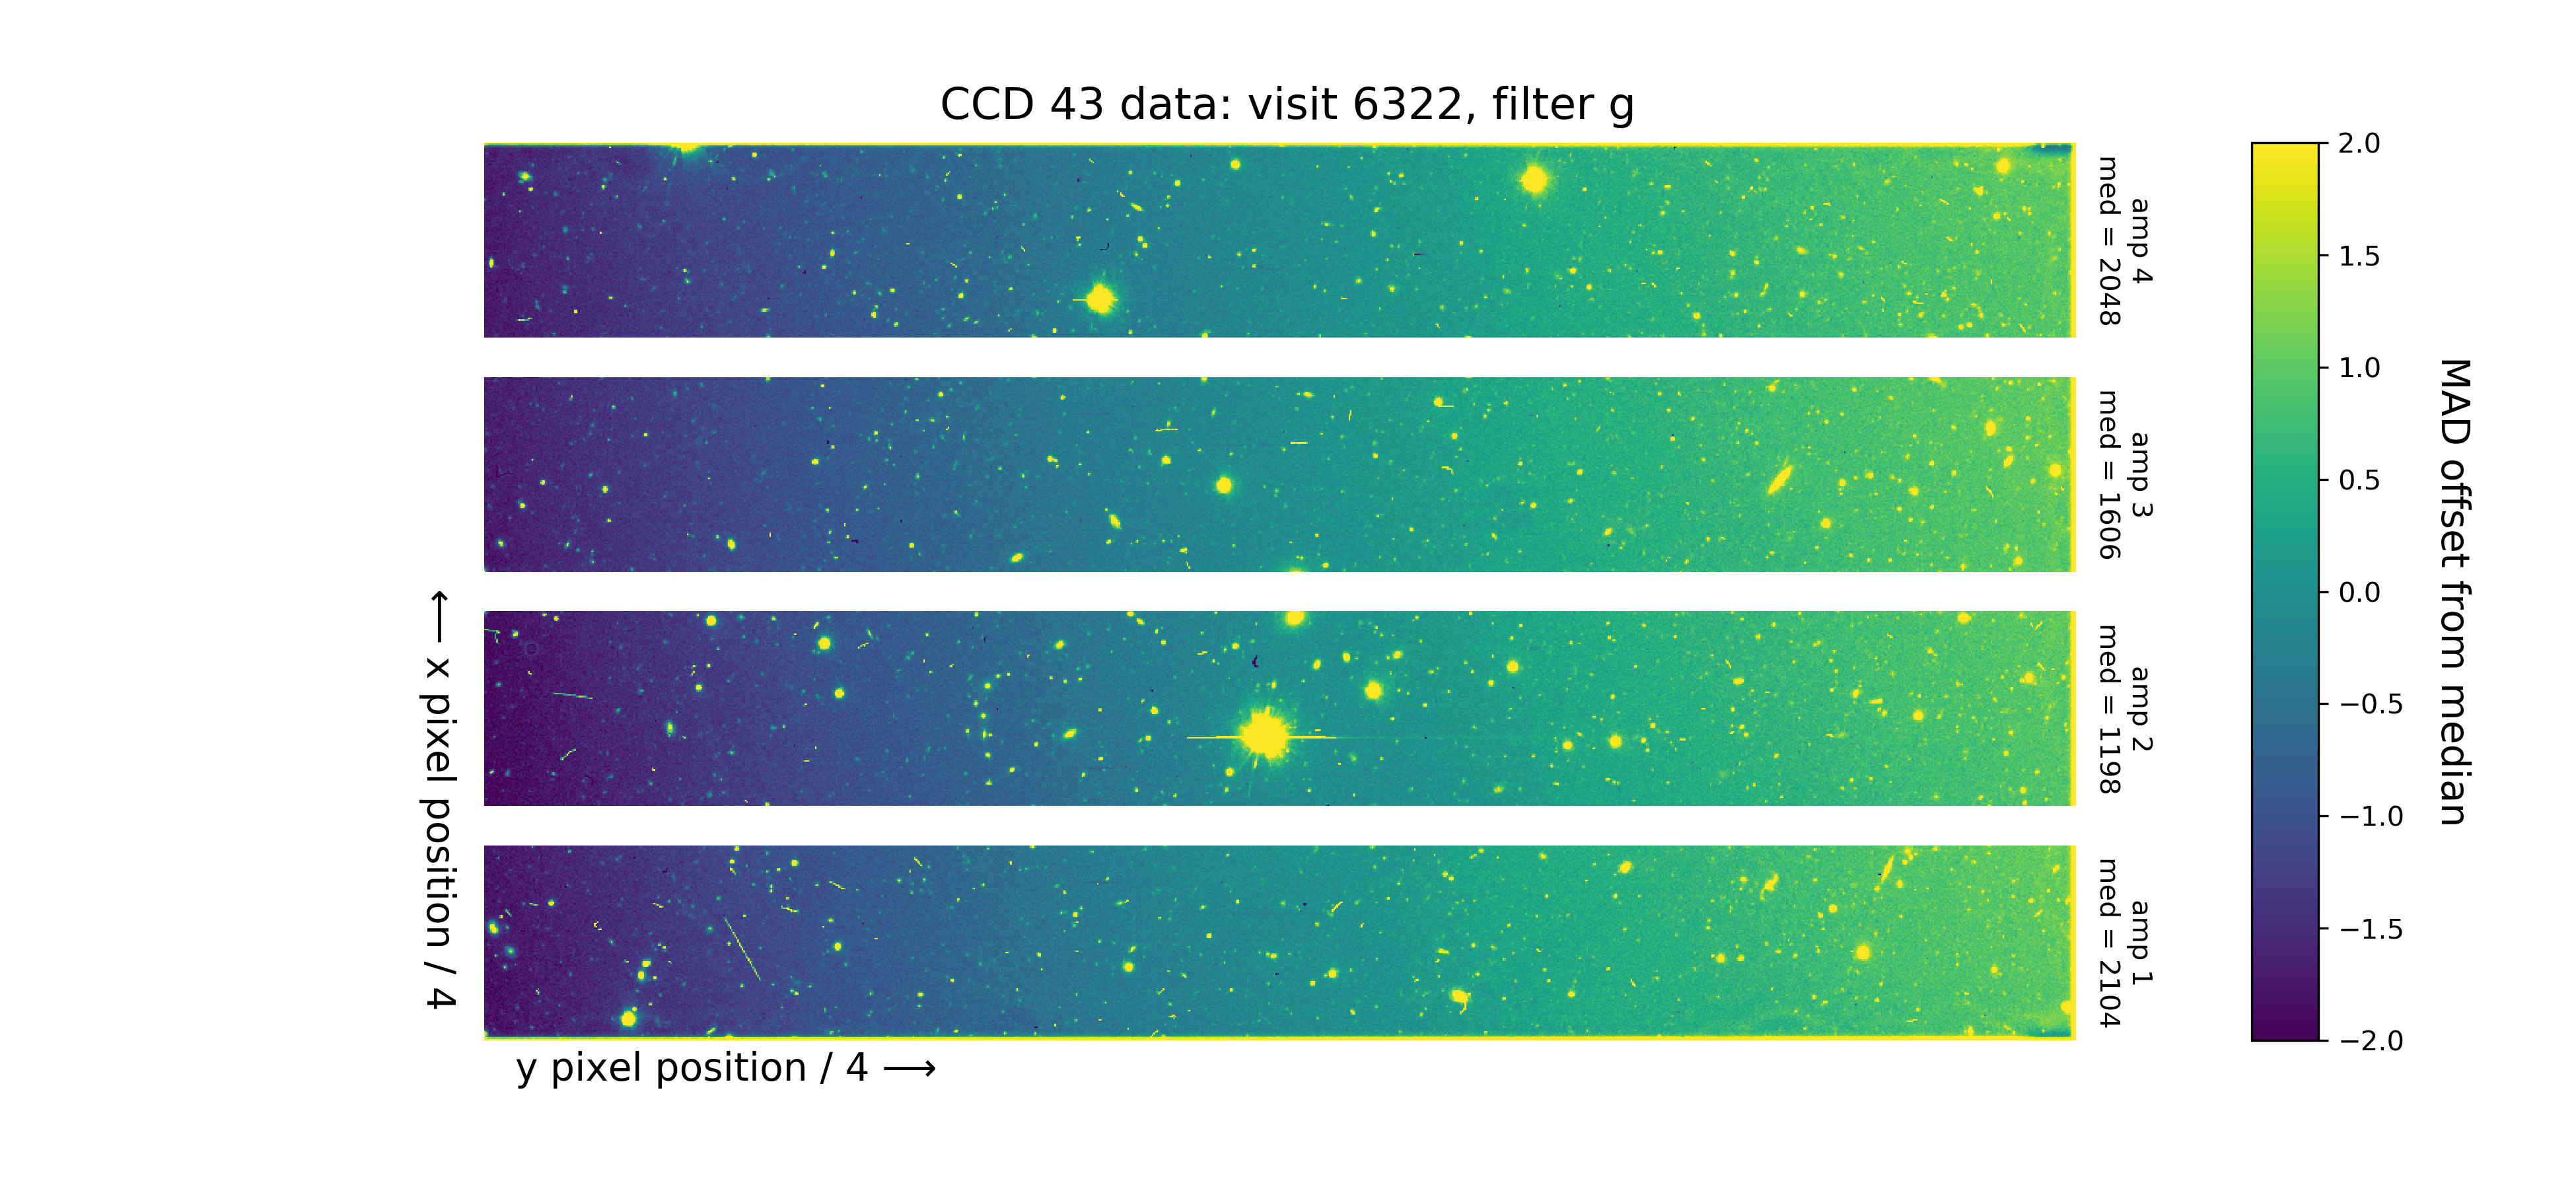 CCD 43 data: visit 6322, filter g
amp 4
med = 2048
amp 3
med = 1606
amp 2
med = 1198
amp 1
med = 2104
⟵ x pixel position / 4
y pixel position / 4 ⟶
2.0
1.5
1.0
0.5
0.0
−0.5
−1.0
−1.5
−2.0
MAD offset from median